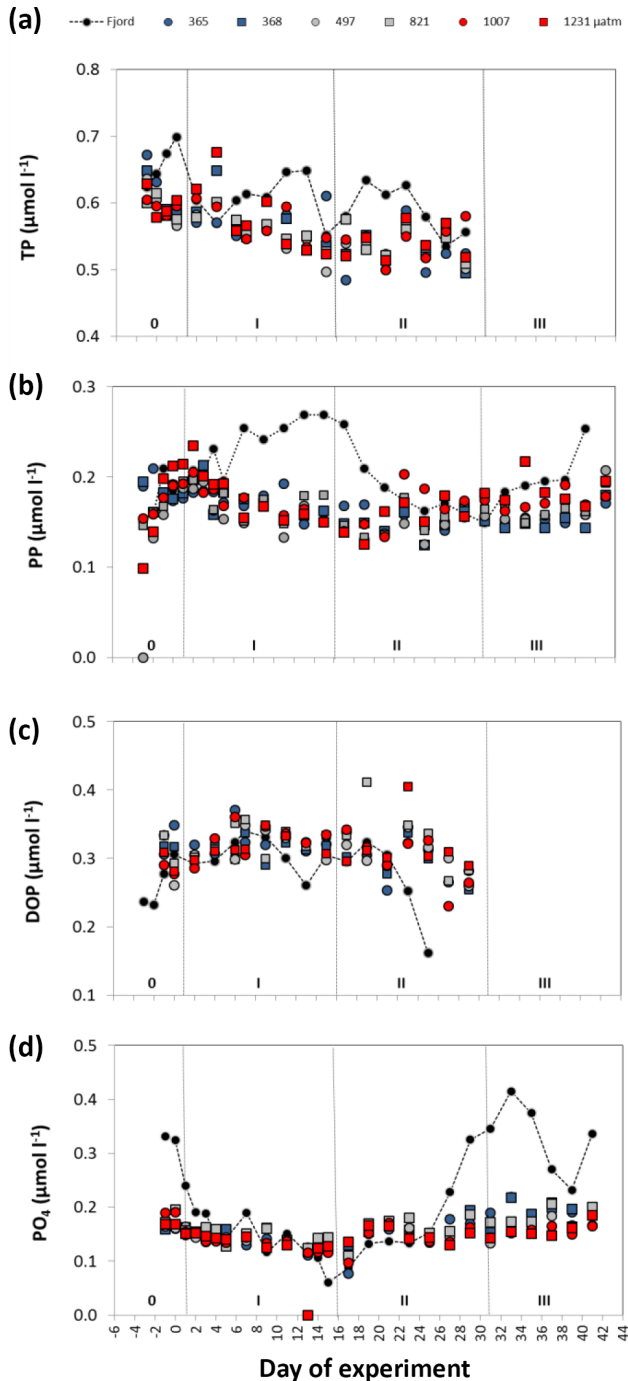 (a)
Fjord 365 368 497 821 1007 1231 µatm
TP (µmol l-1)
0.8
0.7
0.6
0.5
0.4
0 I II III
(b)
PP (µmol l-1)
0.3
0.2
0.1
0.0
0 I II III
(c)
DOP (µmol l-1)
0.5
0.4
0.3
0.2
0.1
0 I II III
(d)
PO4 (µmol l-1)
0.5
0.4
0.3
0.2
0.1
0.0
0 I II III
-6 -4 -2 0 2 4 6 8 10 12 14 16 18 20 22 24 26 28 30 32 34 36 38 40 42 44
Day of experiment